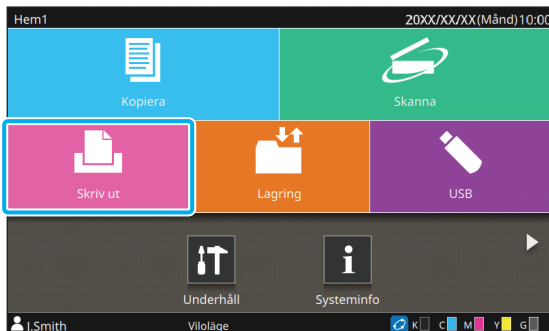 Hem1 20XX/XX/XX(Månd)10:00
Kopiera Skanna
Skriv ut Lagring USB
Underhåll Systeminfo
I.Smith Viloläge K C M Y G